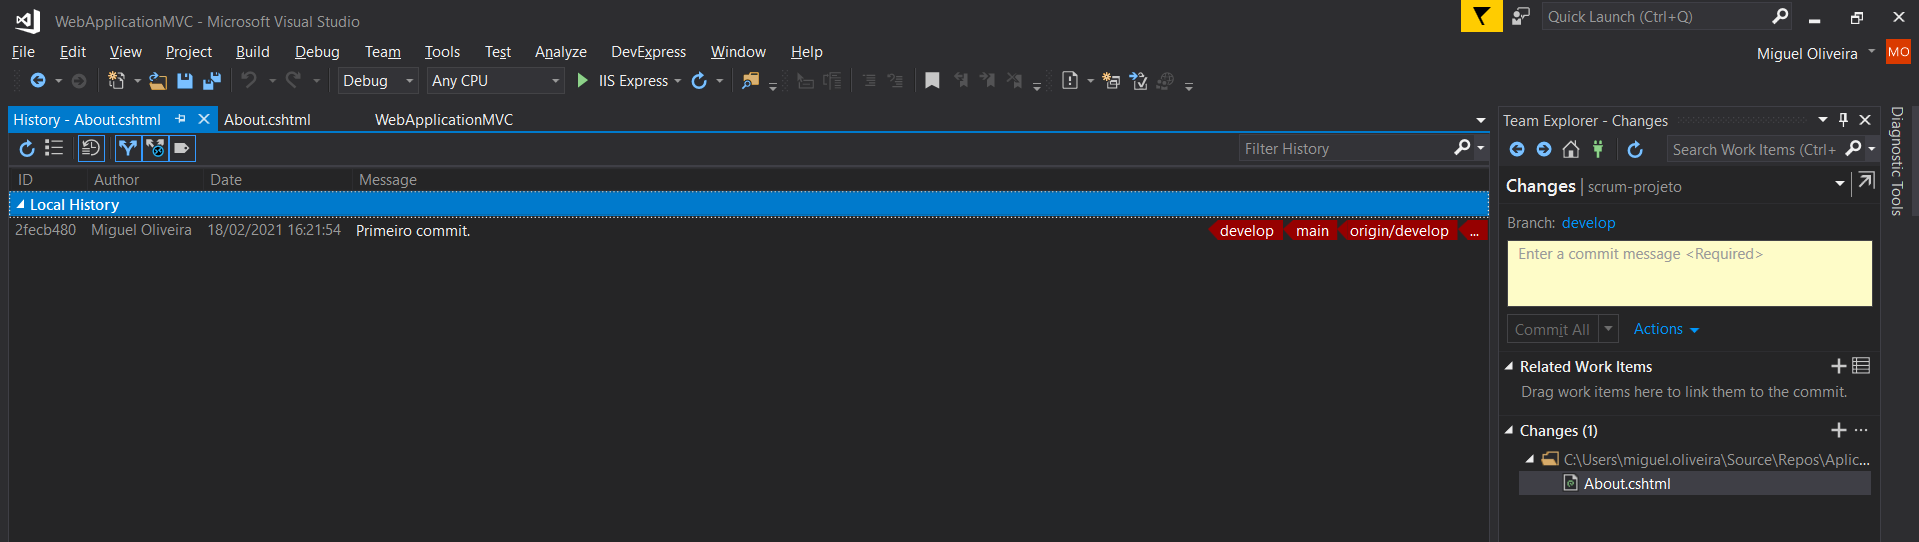 WebApplicationMVC - Microsoft Visual Studio
Quick Launch (Ctrl+Q)
File Edit View Project Build Debug Team Tools Test Analyze DevExpress Window Help
Miguel Oliveira MO
Debug Any CPU IIS Express
History - About.cshtml About.cshtml WebApplicationMVC
Filter History
ID Author Date Message
Local History
2fecb480 Miguel Oliveira 18/02/2021 16:21:54 Primeiro commit. develop main origin/develop ...
Team Explorer - Changes
Search Work Items (Ctrl+
Changes | scrum-projeto
Branch: develop
Enter a commit message <Required>
Commit All Actions
Related Work Items
Drag work items here to link them to the commit.
Changes (1)
C:\Users\miguel.oliveira\Source\Repos\Aplic...
About.cshtml
Diagnostic Tools